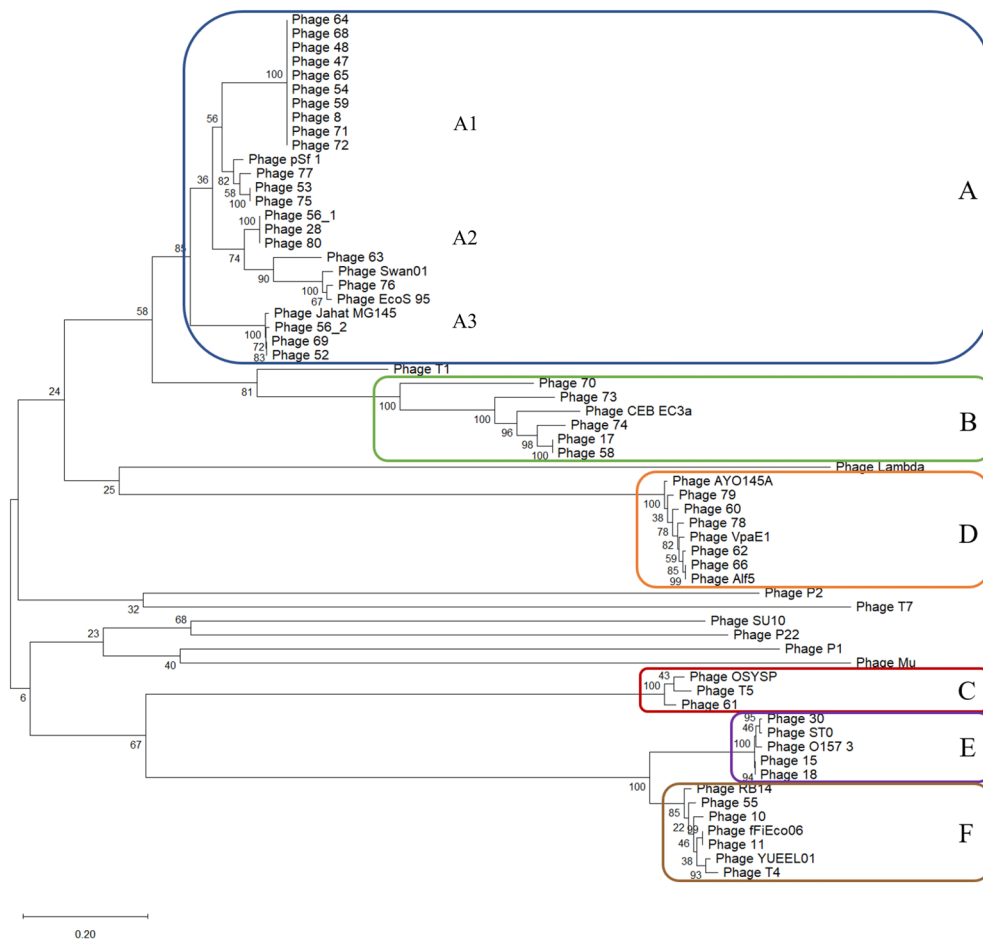 Phage 64
Phage 68
Phage 48
Phage 47
100
Phage 65
Phage 54
Phage 59
Phage 8
56
A1
Phage 71
Phage 72
Phage pSf 1
36
82
Phage 77
A
58
Phage 53
100
Phage 75
Phage 56_1
100
Phage 28
A2
85
Phage 80
74
Phage 63
Phage Swan01
90
100
Phage 76
67
Phage EcoS 95
Phage Jahat MG145
A3
58
100
Phage 56_2
72
Phage 69
83
Phage 52
Phage T1
81
Phage 70
24
100
Phage 73
100
Phage CEB EC3a
B
96
Phage 74
98
Phage 17
100
Phage 58
Phage Lambda
25
Phage AYO145A
100
Phage 79
38
Phage 60
78
Phage 78
D
82
Phage VpaE1
59
Phage 62
85
Phage 66
99
Phage Alf5
Phage P2
32
Phage T7
68
Phage SU10
23
Phage P22
Phage P1
40
Phage Mu
43
Phage OSYSP
100
Phage T5
C
6
Phage 61
95
Phage 30
46
Phage ST0
100
Phage O157 3
E
67
Phage 15
94
Phage 18
100
Phage RB14
85
Phage 55
22
99
Phage 10
Phage fFiEco06
F
46
Phage 11
38
Phage YUEEL01
93
Phage T4
0.20